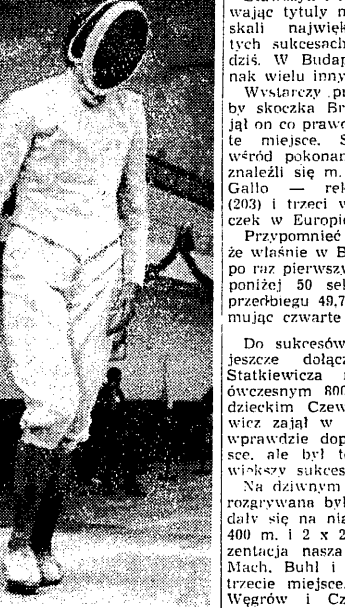 wając tytuły m
skali najwięk
tych sukcesach
dziś. W Budap
nak wielu inny
Wystarczy pr
by skoczka Br
jął on co prawd
te miejsce. S
wśród pokonan
znaleźli się m.
Gallo — rek
(203) i trzeci w
czek w Europie
Przypomnieć
że właśnie w B
po raz pierwszy
poniżej 50 sek
przedbiegu 49,7
mując czwarte
Do sukcesów
jeszcze dołącz
Statkiewicza
ówczesnym 800
dzieckim Czew
wicz zajął w
wprawdzie dop
sce, ale był t
większy sukces
Na dziwnym
rozgrywana był
dały się na nią
400 m. i 2 x 2
zentacja nasza
Mach, Buhl i
trzecie miejsce,
Węgrów i Cz